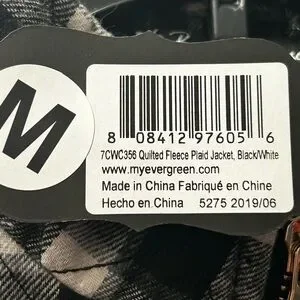 M
8 08412 97605 6
7CWC356 Quilted Fleece Plaid Jacket, Black/White
www.myevergreen.com
Made in China Fabriqué en Chine
Hecho en China 5275 2019/06